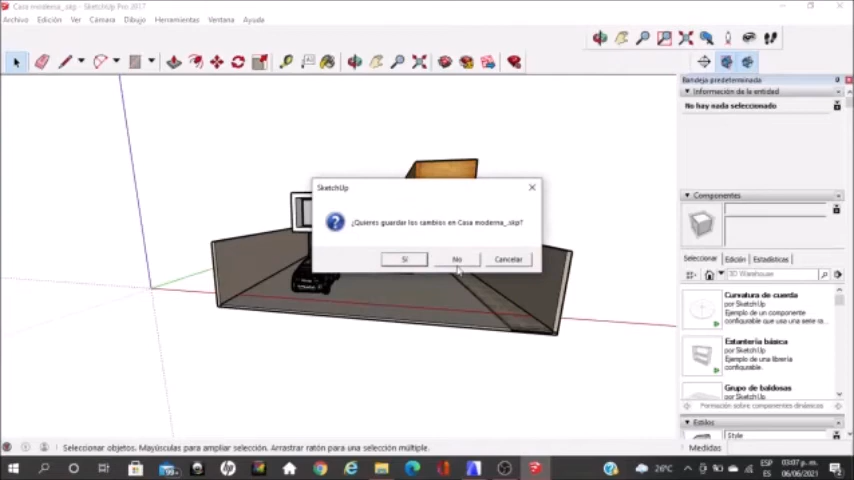 Casa moderna_.skp - SketchUp Pro 2017
Archivo Edición Ver Cámara Dibujo Herramientas Ventana Ayuda
Bandeja predeterminada
Información de la entidad
No hay nada seleccionado
SketchUp
¿Quieres guardar los cambios en Casa moderna_.skp?
Sí No Cancelar
Componentes
Seleccionar Edición Estadísticas
3D Warehouse
Curvatura de cuerda
por SketchUp
Ejemplo de un componente
configurable que usa una serie ra...
Estantería básica
por SketchUp
Ejemplo de una librería
configurable.
Grupo de baldosas
por SketchUp
Formación sobre componentes dinámicos
Estilos
Style
Seleccionar objetos. Mayúsculas para ampliar selección. Arrastrar ratón para una selección múltiple.
Medidas
99+
hp
26°C
ESP
ES
03:07 p. m.
06/06/2021